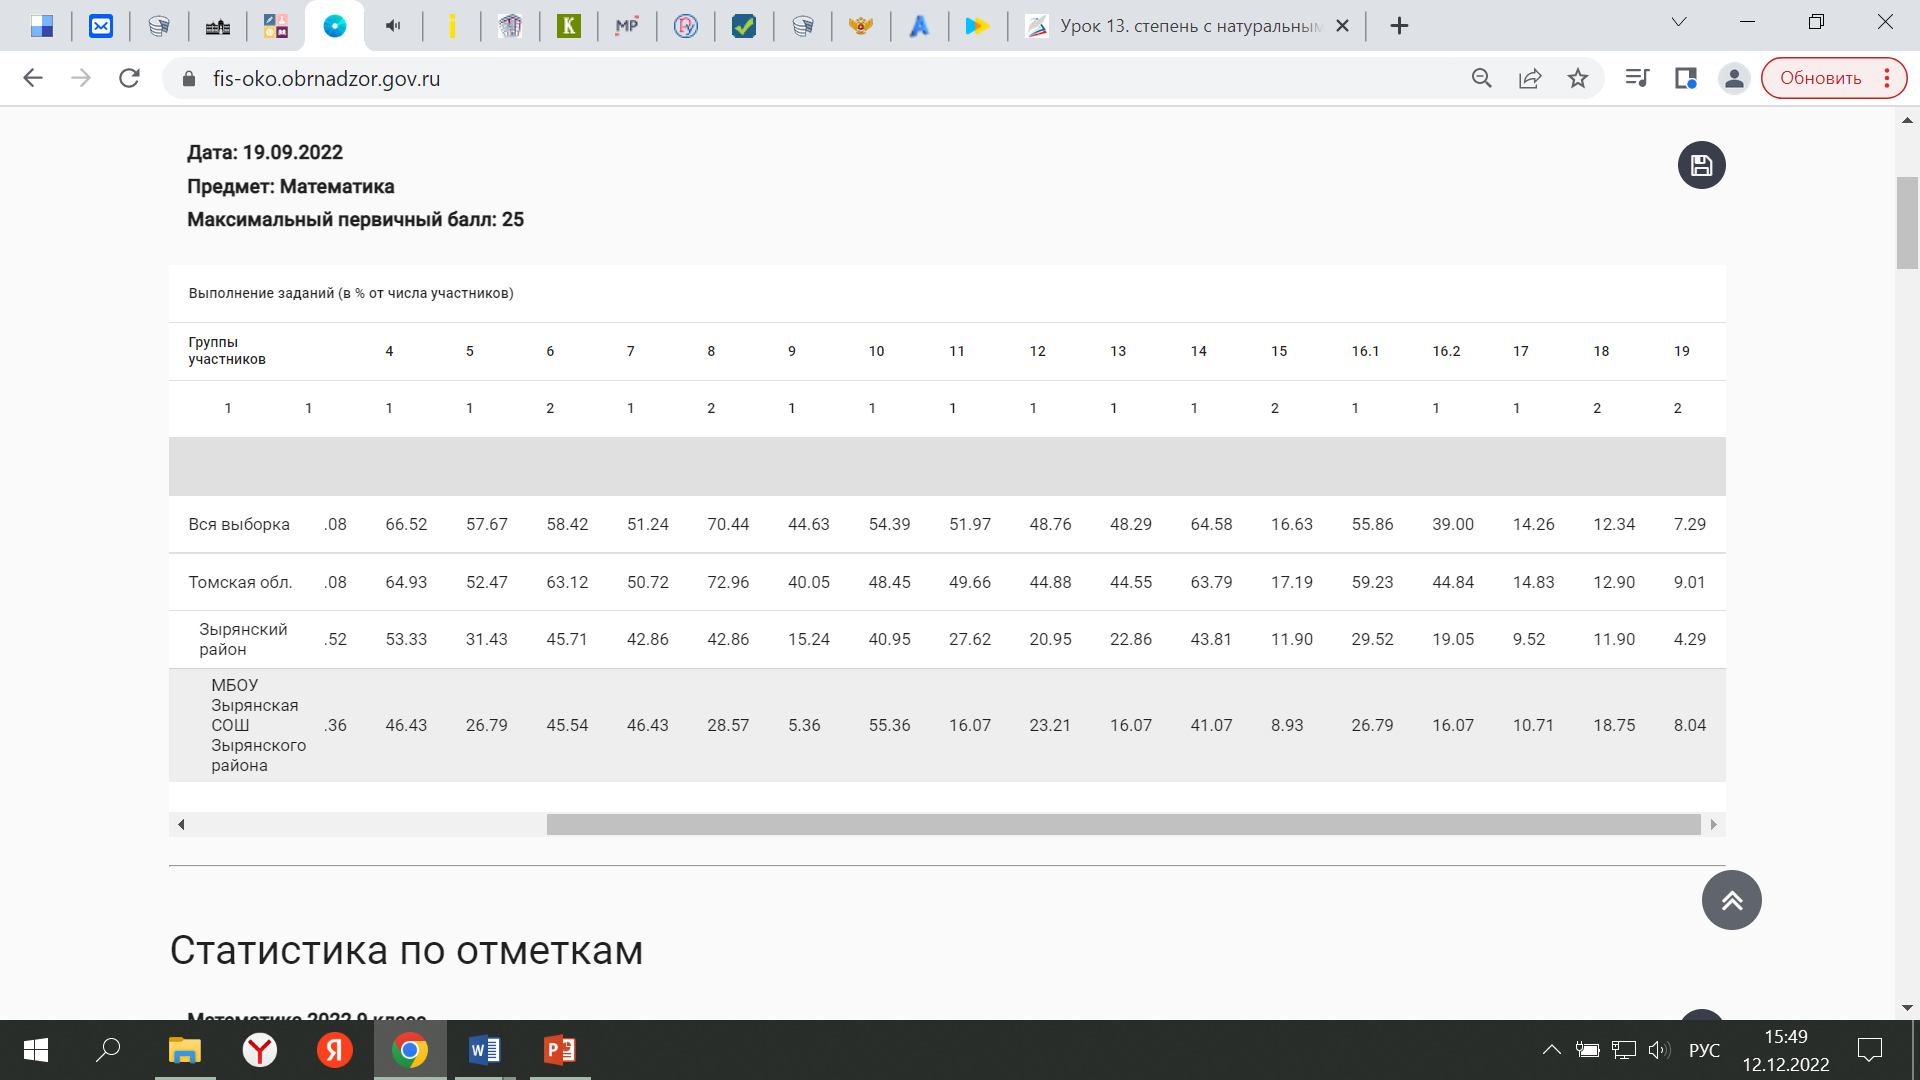 Урок 13. степень с натуральным
fis-oko.obrnadzor.gov.ru
Обновить
Дата: 19.09.2022
Предмет: Математика
Максимальный первичный балл: 25
Выполнение заданий (в % от числа участников)
Группы
участников
4 5 6 7 8 9 10 11 12 13 14 15 16.1 16.2 17 18 19
1 1 1 1 2 1 2 1 1 1 1 1 1 2 1 1 1 2 2
Вся выборка .08 66.52 57.67 58.42 51.24 70.44 44.63 54.39 51.97 48.76 48.29 64.58 16.63 55.86 39.00 14.26 12.34 7.29
Томская обл. .08 64.93 52.47 63.12 50.72 72.96 40.05 48.45 49.66 44.88 44.55 63.79 17.19 59.23 44.84 14.83 12.90 9.01
Зырянский
район
.52 53.33 31.43 45.71 42.86 42.86 15.24 40.95 27.62 20.95 22.86 43.81 11.90 29.52 19.05 9.52 11.90 4.29
МБОУ
Зырянская
СОШ
Зырянского
района
.36 46.43 26.79 45.54 46.43 28.57 5.36 55.36 16.07 23.21 16.07 41.07 8.93 26.79 16.07 10.71 18.75 8.04
Статистика по отметкам
Математика 2022 9 класс
РУС
15:49
12.12.2022